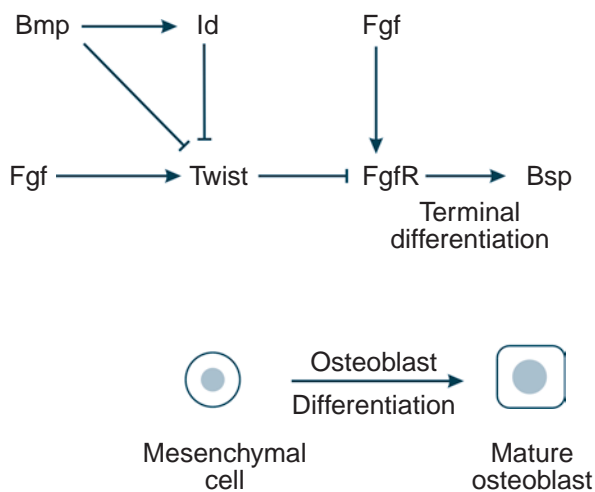 Bmp Id Fgf
Fgf Twist FgfR Bsp
Terminal
differentiation
Osteoblast
Differentiation
Mesenchymal
cell
Mature
osteoblast